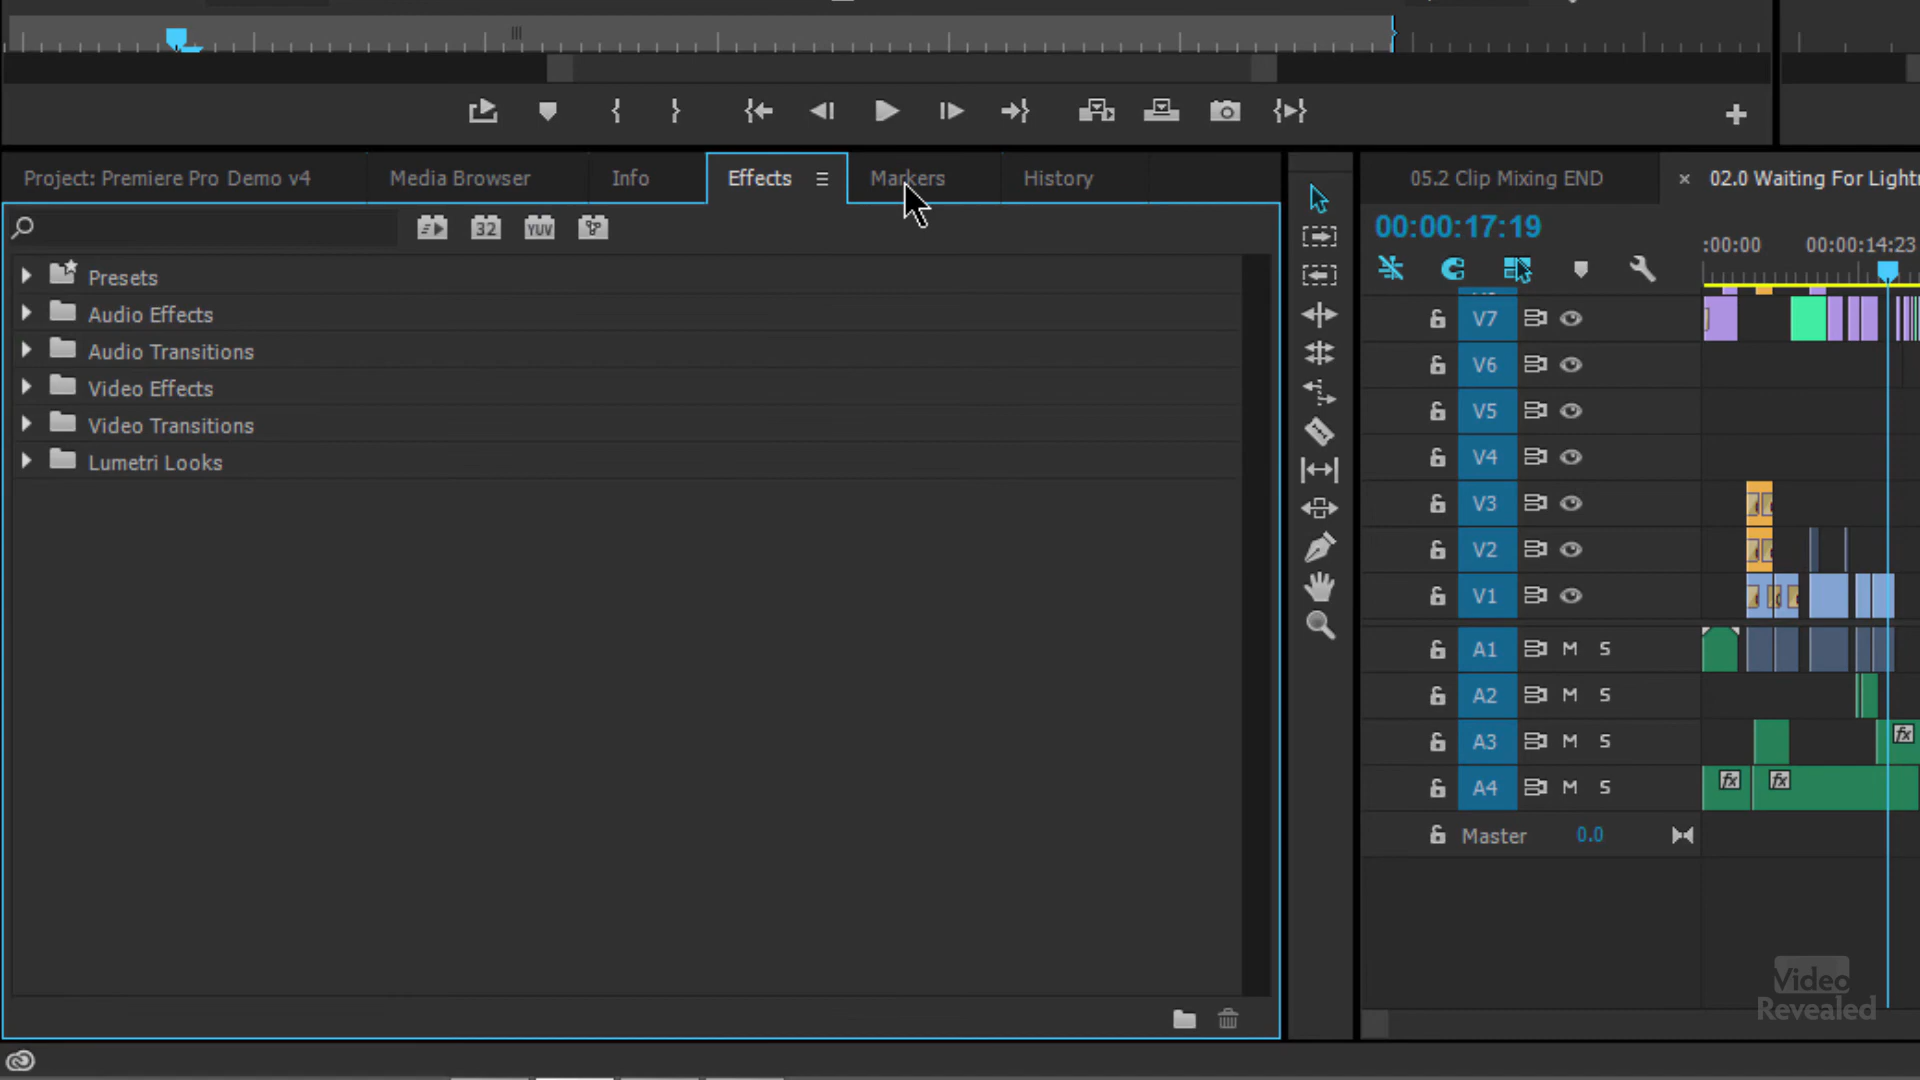 Project: Premiere Pro Demo v4
Media Browser
Info
Effects
Markers
History
32
YUV
Presets
Audio Effects
Audio Transitions
Video Effects
Video Transitions
Lumetri Looks
05.2 Clip Mixing END
× 02.0 Waiting For Lightn
00:00:17:19
:00:00
00:00:14:23
V7
V6
V5
V4
V3
V2
V1
A1 M S
A2 M S
A3 M S
fx
A4 M S
fx fx
Master 0.0
Video
Revealed